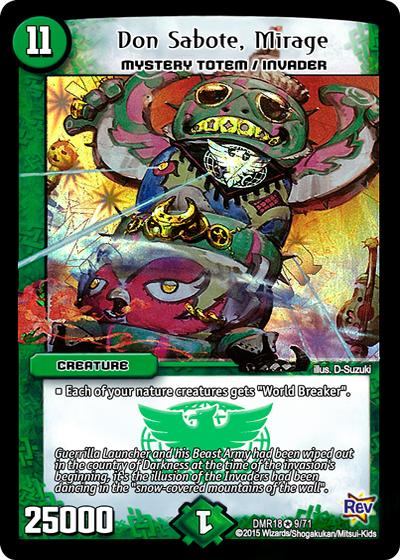 11
Don Sabote, Mirage
MYSTERY TOTEM / INVADER
illus. D-Suzuki
CREATURE
▪ Each of your nature creatures gets "World Breaker".
Guerrilla Launcher and his Beast Army had been wiped out
in the country of Darkness at the time of the invasion's
beginning, it's the illusion of the Invaders had been
dancing in the "snow-covered mountains of the wall".
Rev
25000
1
DMR18 ✪ 9/71
©2015 Wizards/Shogakukan/Mitsui-Kids